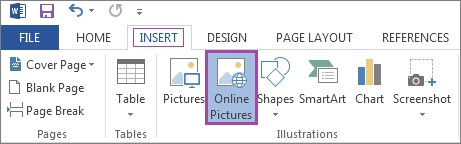 FILE HOME INSERT DESIGN PAGE LAYOUT REFERENCES
Cover Page
Blank Page
Page Break
Pages
Table
Tables
Pictures
Online
Pictures
Shapes
SmartArt
Chart
Screenshot
Illustrations